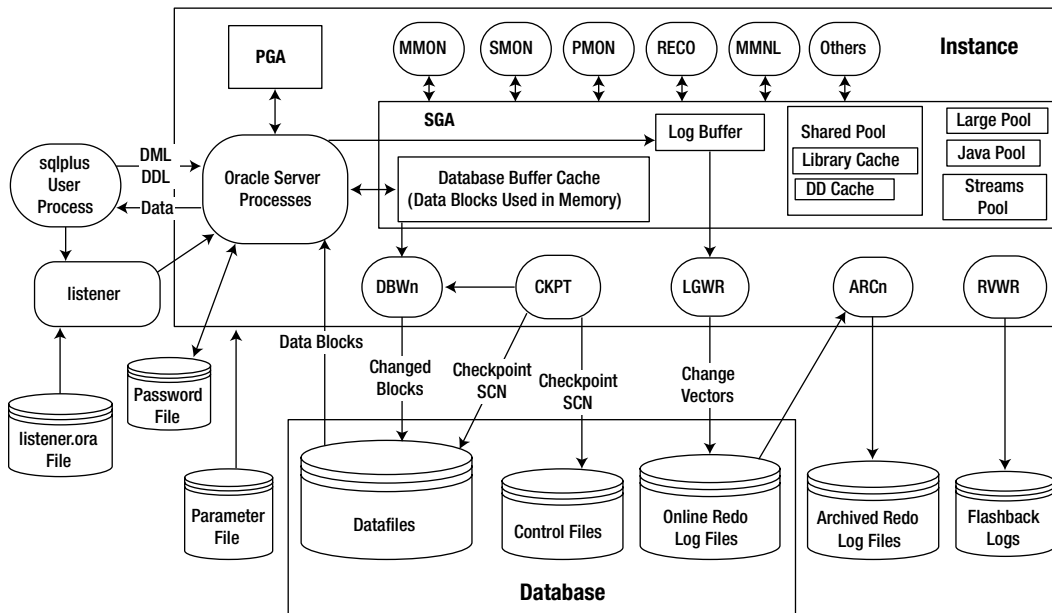 MMON
SMON
PMON
RECO
MMNL
Others
Instance
PGA
SGA
Log Buffer
Shared Pool
Library Cache
DD Cache
Large Pool
Java Pool
Streams
Pool
sqlplus
User
Process
DML
DDL
Data
Oracle Server
Processes
Database Buffer Cache
(Data Blocks Used in Memory)
listener
DBWn
CKPT
LGWR
ARCn
RVWR
Data Blocks
Changed
Blocks
Checkpoint
SCN
Checkpoint
SCN
Change
Vectors
Password
File
listener.ora
File
Parameter
File
Datafiles
Control Files
Online Redo
Log Files
Archived Redo
Log Files
Flashback
Logs
Database